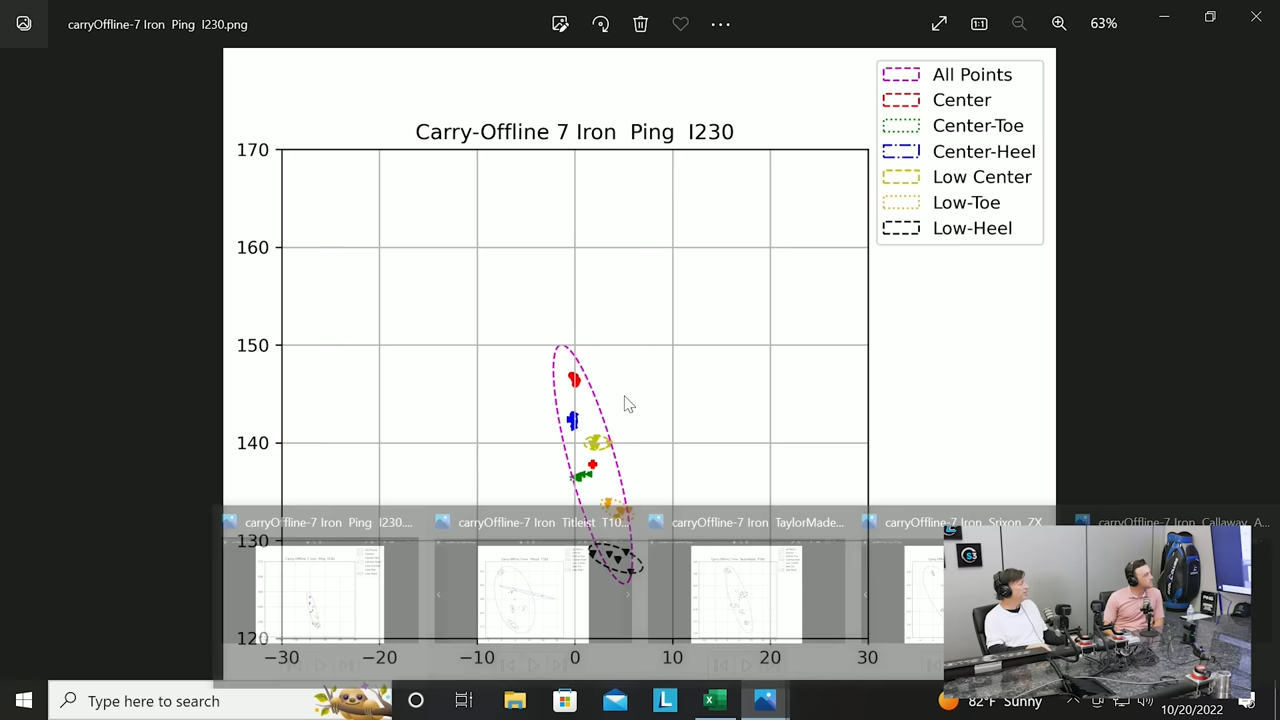 carryOffline-7 Iron Ping I230.png
63%
All Points
Center
Center-Toe
Center-Heel
Low Center
Low-Toe
Low-Heel
Carry-Offline 7 Iron Ping I230
170
160
150
140
130
120
-30
-20
-10
0
10
20
30
carryOffline-7 Iron Ping I230....
carryOffline-7 Iron Titleist T10...
carryOffline-7 Iron TaylorMade...
carryOffline-7 Iron Srixon ZX
carryOffline-7 Iron Callaway A...
Type here to search
L
82°F Sunny
10/20/2022
PING